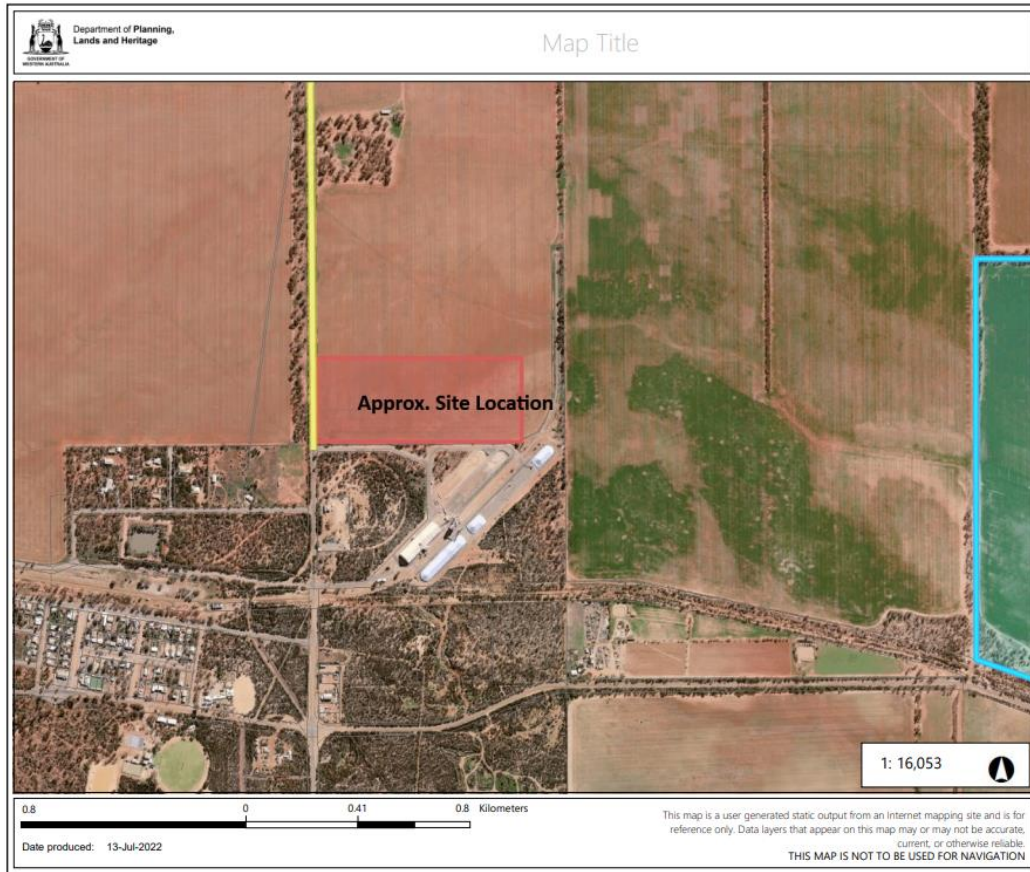 Department of Planning,
Lands and Heritage
GOVERNMENT OF
WESTERN AUSTRALIA
Map Title
Approx. Site Location
1: 16,053
0.8 0 0.41 0.8 Kilometers
Date produced: 13-Jul-2022
This map is a user generated static output from an Internet mapping site and is for
reference only. Data layers that appear on this map may or may not be accurate,
current, or otherwise reliable.
THIS MAP IS NOT TO BE USED FOR NAVIGATION